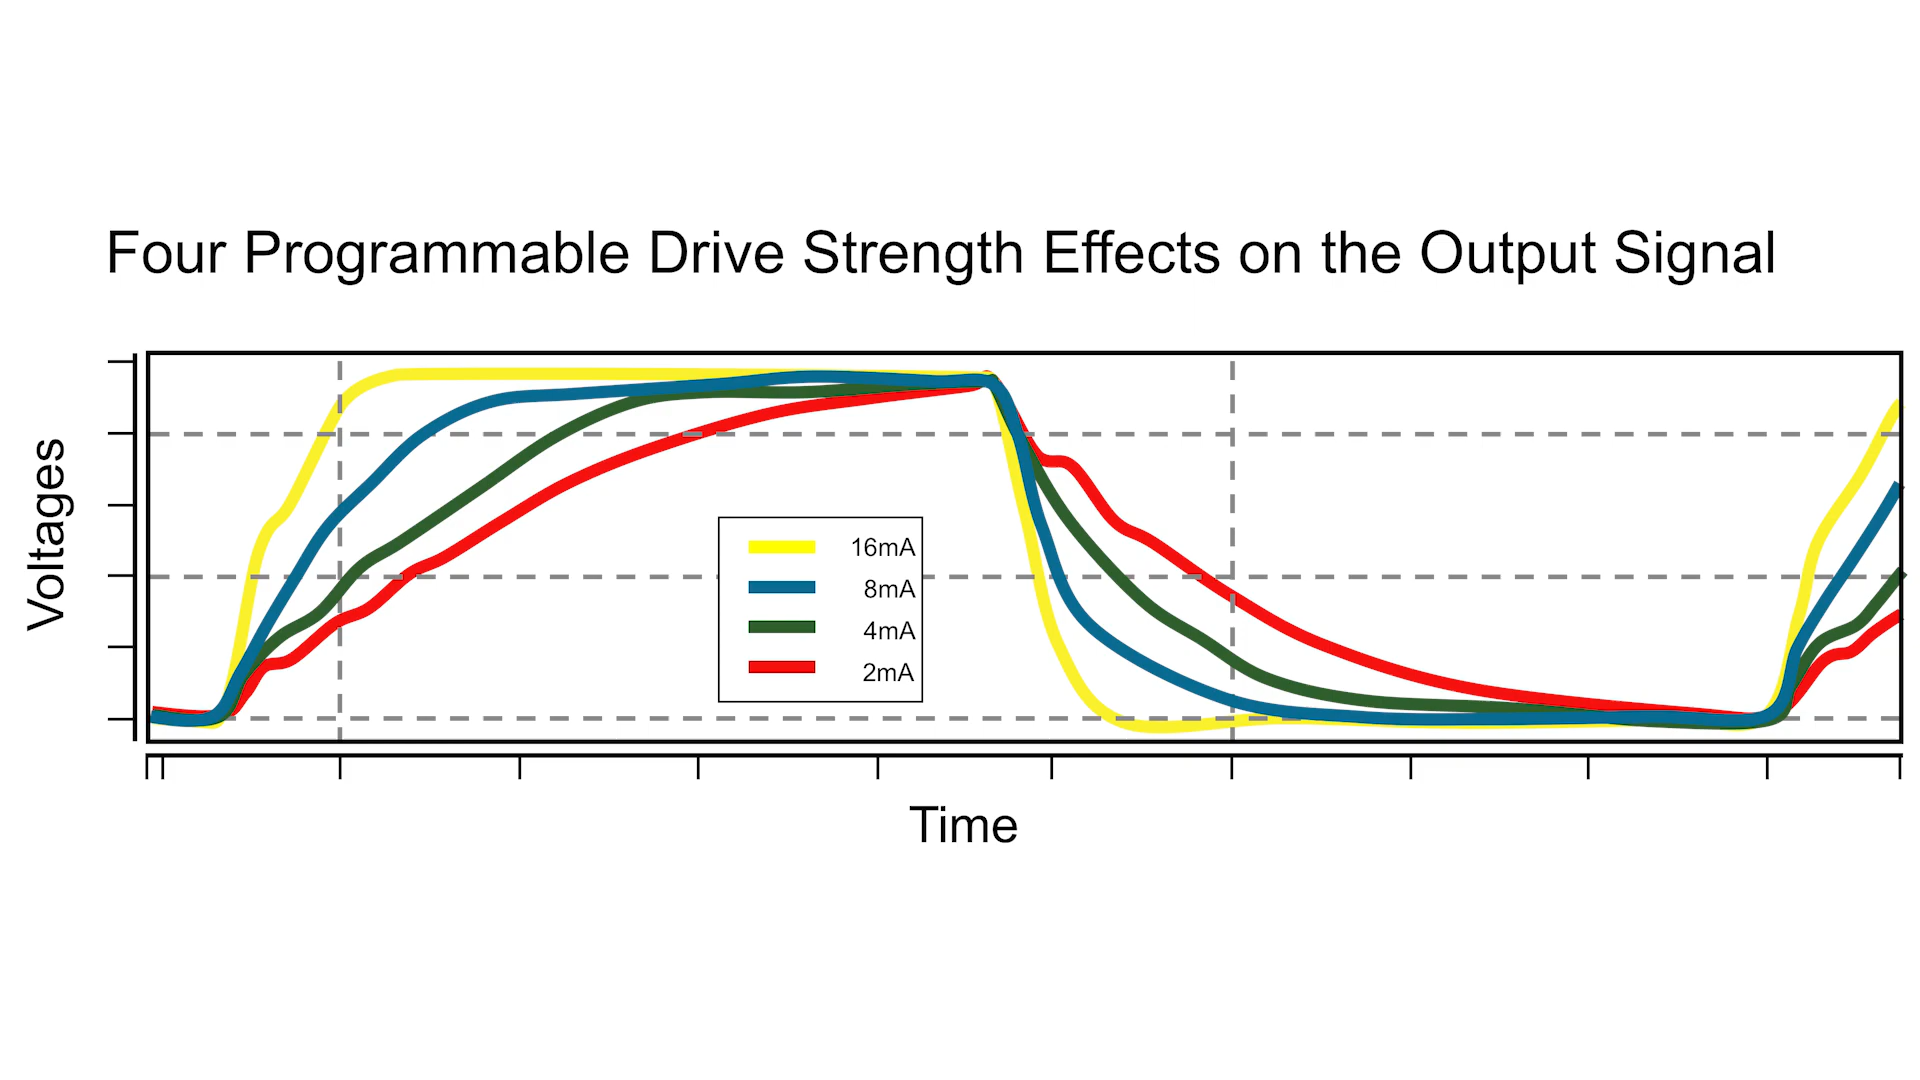 Four Programmable Drive Strength Effects on the Output Signal
Voltages
16mA
8mA
4mA
2mA
Time